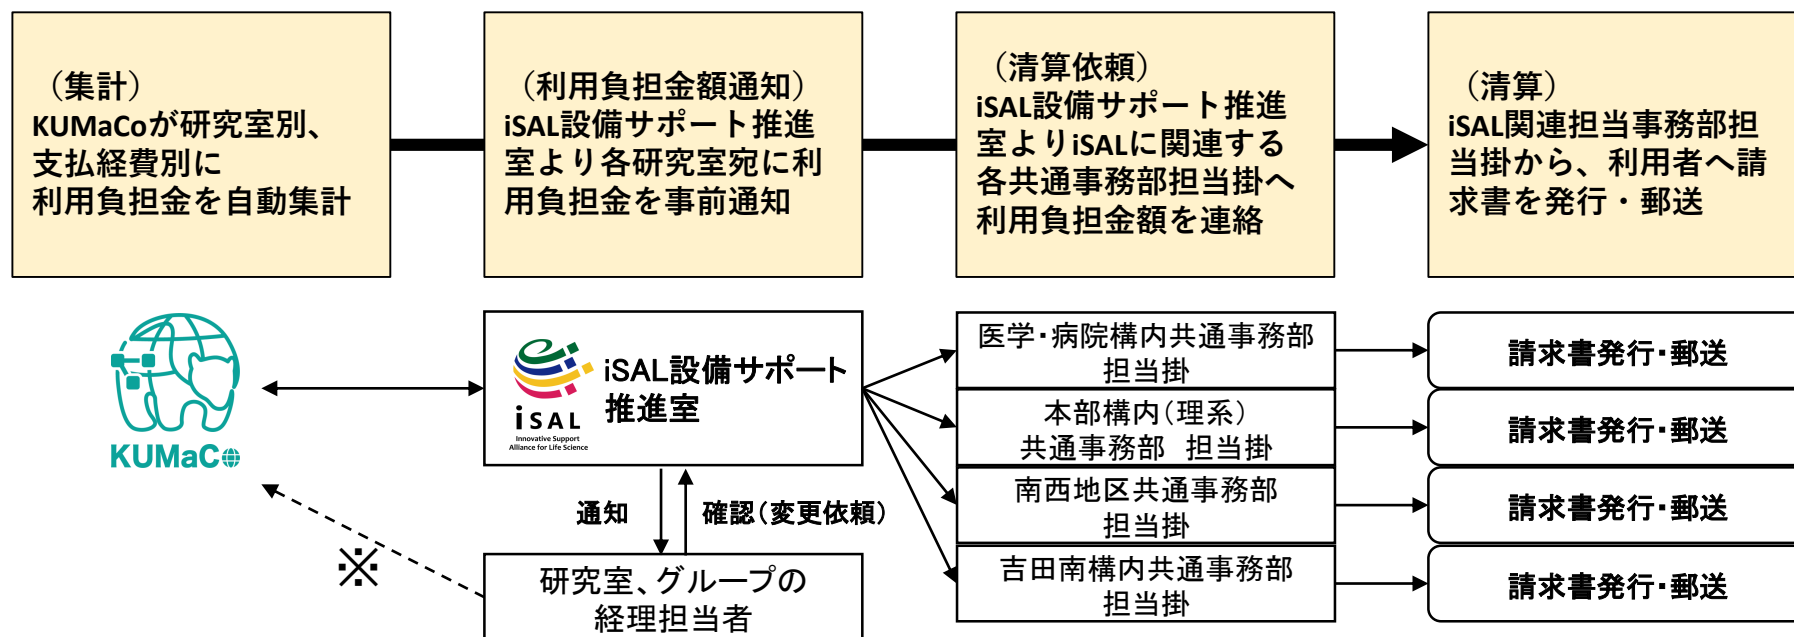 （集計）
KUMaCoが研究室別、
支払経費別に
利用負担金を自動集計
（利用負担金額通知）
iSAL設備サポート推進
室より各研究室宛に利
用負担金を事前通知
（清算依頼）
iSAL設備サポート推進
室よりiSALに関連する
各共通事務部担当掛へ
利用負担金額を連絡
（清算）
iSAL関連担当事務部担
当掛から、利用者へ請
求書を発行・郵送
KUMaCo
iSAL
Innovative Support
Alliance for Life Science
iSAL設備サポート
推進室
通知
確認（変更依頼）
※
研究室、グループの
経理担当者
医学・病院構内共通事務部
担当掛
本部構内（理系）
共通事務部　担当掛
南西地区共通事務部
担当掛
吉田南構内共通事務部
担当掛
請求書発行・郵送
請求書発行・郵送
請求書発行・郵送
請求書発行・郵送